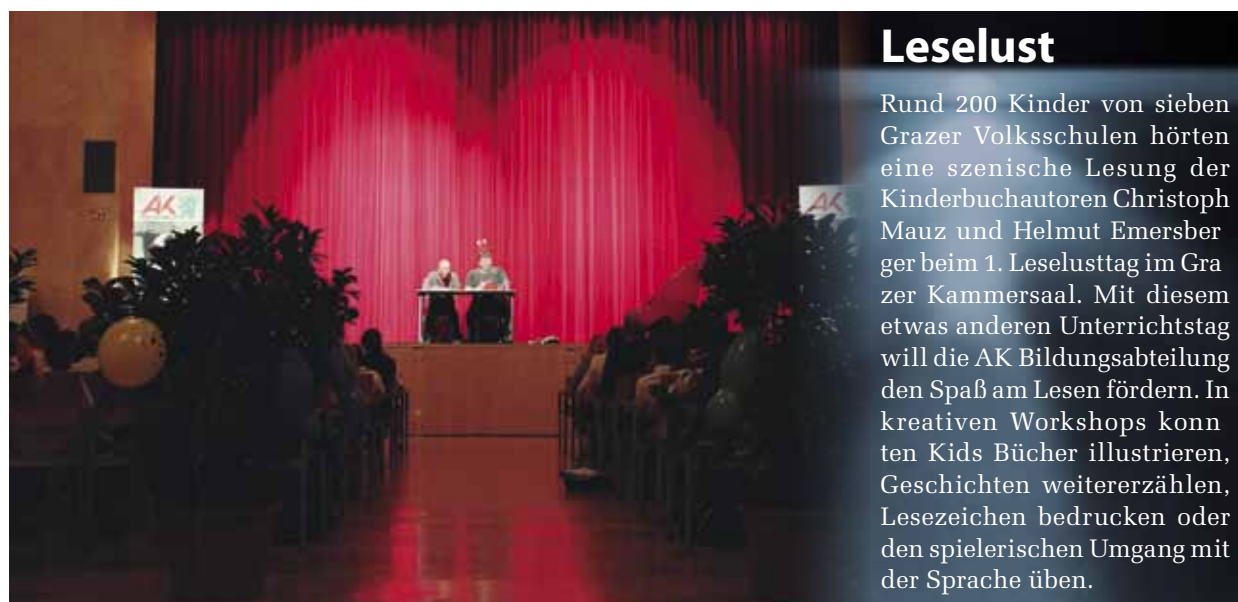 Leselust
Rund 200 Kinder von sieben
Grazer Volksschulen hörten
eine szenische Lesung der
Kinderbuchautoren Christoph
Mauz und Helmut Emersber
ger beim 1. Leselusttag im Gra
zer Kammersaal. Mit diesem
etwas anderen Unterrichtstag
will die AK Bildungsabteilung
den Spaß am Lesen fördern. In
kreativen Workshops konn
ten Kids Bücher illustrieren,
Geschichten weitererzählen,
Lesezeichen bedrucken oder
den spielerischen Umgang mit
der Sprache üben.
AK
AK